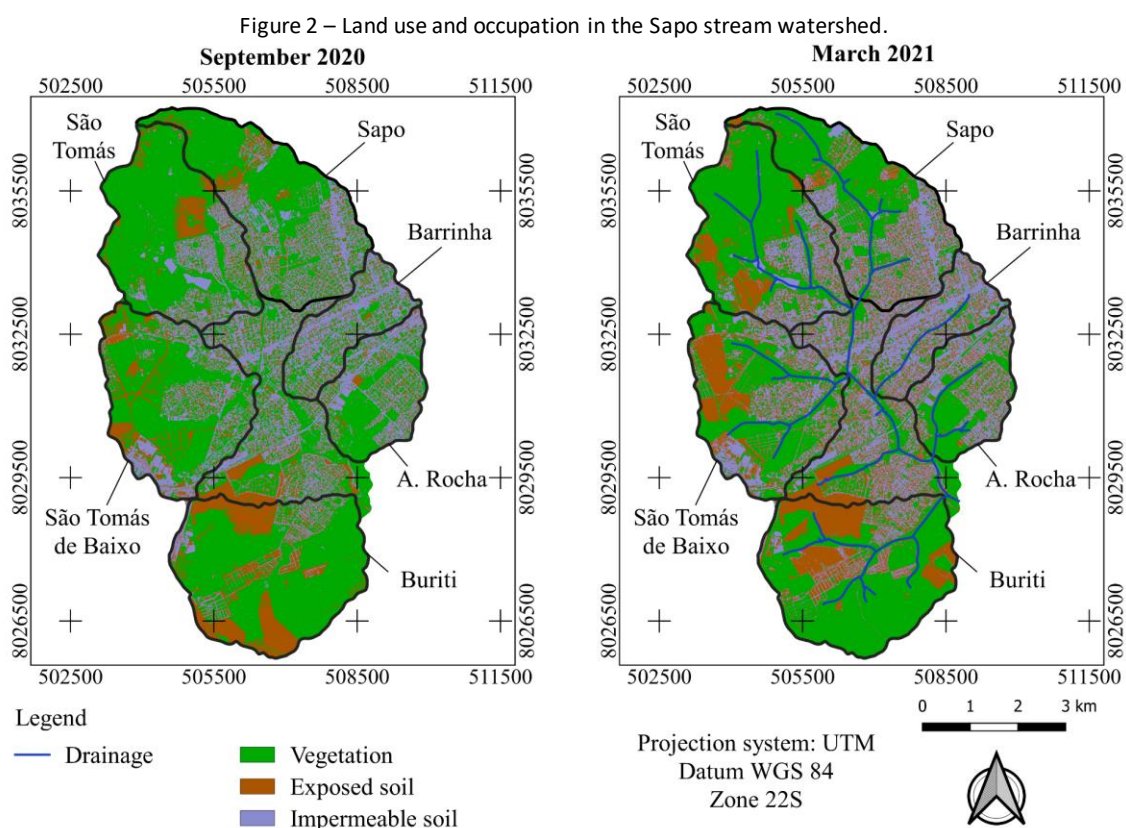 Figure 2 – Land use and occupation in the Sapo stream watershed.
September 2020
502500 505500 508500 511500
São
Tomás
Sapo
Barrinha
A. Rocha
São Tomás
de Baixo
Buriti
8035500
8032500
8029500
8026500
502500 505500 508500 511500
March 2021
502500 505500 508500 511500
São
Tomás
Sapo
Barrinha
A. Rocha
São Tomás
de Baixo
Buriti
8035500
8032500
8029500
8026500
8035500
8032500
8029500
8026500
8035500
8032500
8029500
8026500
502500 505500 508500 511500
Legend
Drainage
Vegetation
Exposed soil
Impermeable soil
Projection system: UTM
Datum WGS 84
Zone 22S
0 1 2 3 km